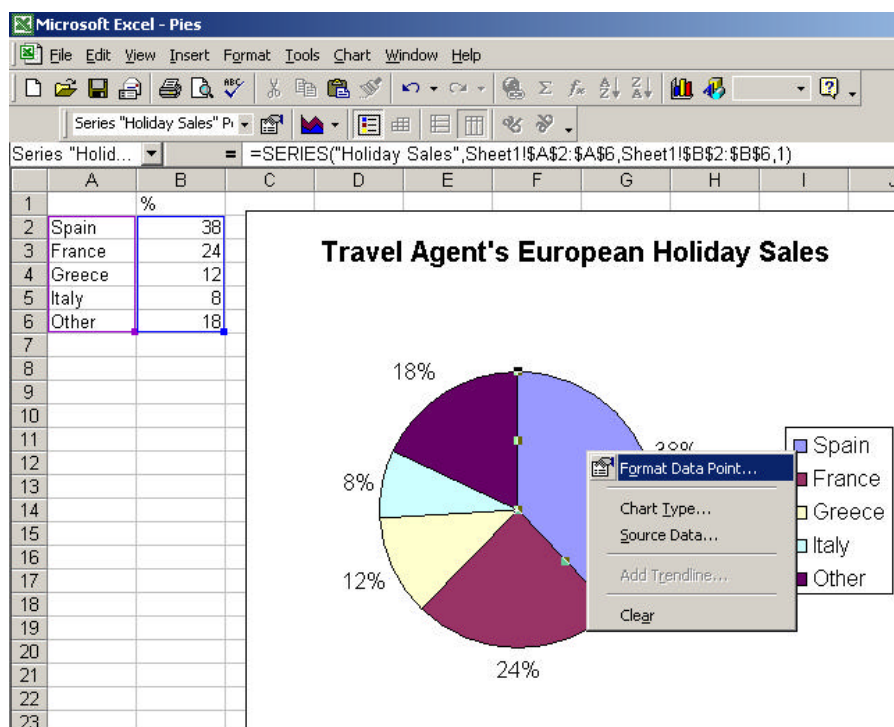 Microsoft Excel - Pies
File Edit View Insert Format Tools Chart Window Help
Series "Holiday Sales" P
Series "Holid... = =SERIES("Holiday Sales",Sheet1!$A$2:$A$6,Sheet1!$B$2:$B$6,1)
A B C D E F G H I J
1 %
2 Spain 38
3 France 24
4 Greece 12
5 Italy 8
6 Other 18
7
8
9
10
11
12
13
14
15
16
17
18
19
20
21
22
23
Travel Agent's European Holiday Sales
18%
38%
8%
12%
24%
Spain
France
Greece
Italy
Other
Format Data Point...
Chart Type...
Source Data...
Add Trendline...
Clear